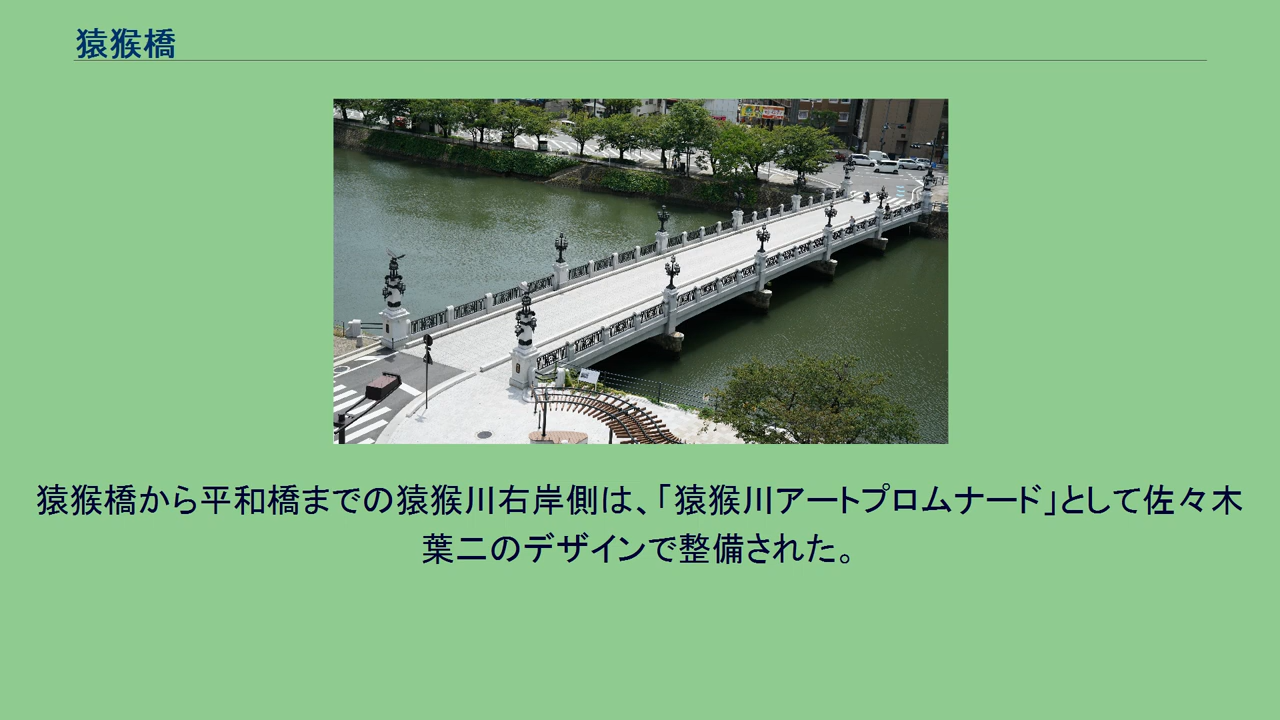 猿猴橋
猿猴橋から平和橋までの猿猴川右岸側は、「猿猴川アートプロムナード」として佐々木
葉二のデザインで整備された。